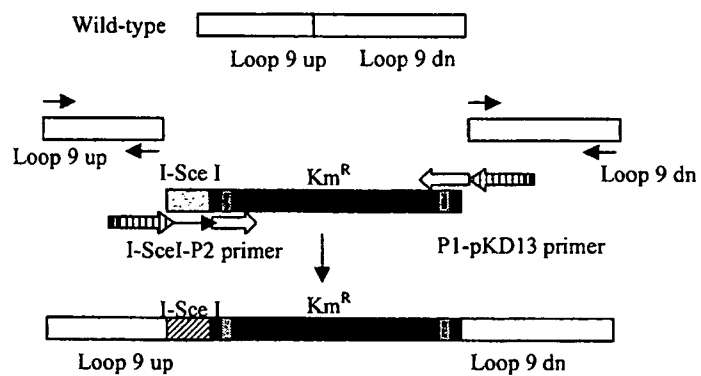 Wild-type
Loop 9 up
Loop 9 dn
Loop 9 up
I-Sce I
Km^R
Loop 9 dn
I-SceI-P2 primer
P1-pKD13 primer
I-Sce I
Km^R
Loop 9 up
Loop 9 dn